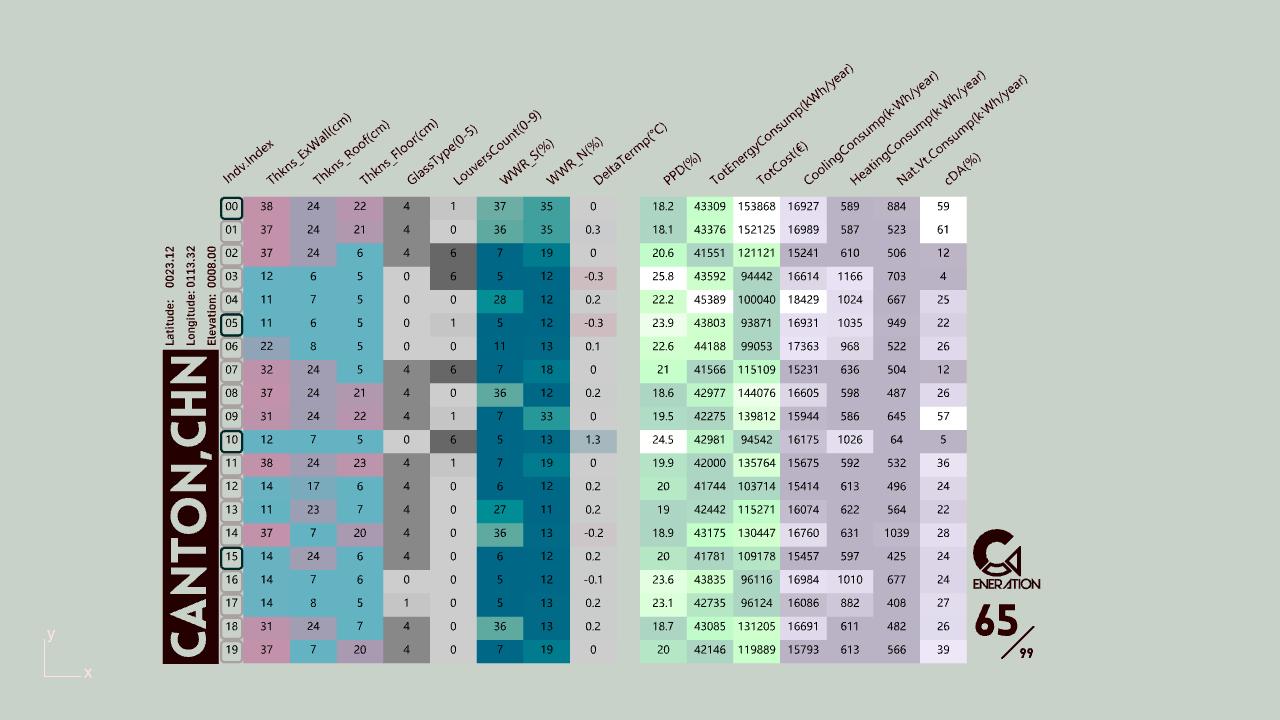 Indv.Index Thkns_ExWall(cm) Thkns_Roof(cm) Thkns_Floor(cm) GlassType(0-5) LouversCount(0-9) WWR_S(%) WWR_N(%) DeltaTermp(°C) PPD(%) TotEnergyConsump(kWh/year) TotCost(€) CoolingConsump(k·Wh/year) HeatingConsump(k·Wh/year) Nat.Vt.Consump(k·Wh/year) cDA(%)
00 38 24 22 4 1 37 35 0 18.2 43309 153868 16927 589 884 59
01 37 24 21 4 0 36 35 0.3 18.1 43376 152125 16989 587 523 61
02 37 24 6 4 6 7 19 0 20.6 41551 121121 15241 610 506 12
03 12 6 5 0 6 5 12 -0.3 25.8 43592 94442 16614 1166 703 4
04 11 7 5 0 0 28 12 0.2 22.2 45389 100040 18429 1024 667 25
05 11 6 5 0 1 5 12 -0.3 23.9 43803 93871 16931 1035 949 22
06 22 8 5 0 0 11 13 0.1 22.6 44188 99053 17363 968 522 26
07 32 24 5 4 6 7 18 0 21 41566 115109 15231 636 504 12
08 37 24 21 4 0 36 12 0.2 18.6 42977 144076 16605 598 487 26
09 31 24 22 4 1 7 33 0 19.5 42275 139812 15944 586 645 57
10 12 7 5 0 6 5 13 1.3 24.5 42981 94542 16175 1026 64 5
11 38 24 23 4 1 7 19 0 19.9 42000 135764 15675 592 532 36
12 14 17 6 4 0 6 12 0.2 20 41744 103714 15414 613 496 24
13 11 23 7 4 0 27 11 0.2 19 42442 115271 16074 622 564 22
14 37 7 20 4 0 36 13 -0.2 18.9 43175 130447 16760 631 1039 28
15 14 24 6 4 0 6 12 0.2 20 41781 109178 15457 597 425 24
16 14 7 6 0 0 5 12 -0.1 23.6 43835 96116 16984 1010 677 24
17 14 8 5 1 0 5 13 0.2 23.1 42735 96124 16086 882 408 27
18 31 24 7 4 0 36 13 0.2 18.7 43085 131205 16691 611 482 26
19 37 7 20 4 0 7 19 0 20 42146 119889 15793 613 566 39
CANTON,CHN
Latitude: 0023.12
Longitude: 0113.32
Elevation: 0008.00
GENERATION
65/99
y
x